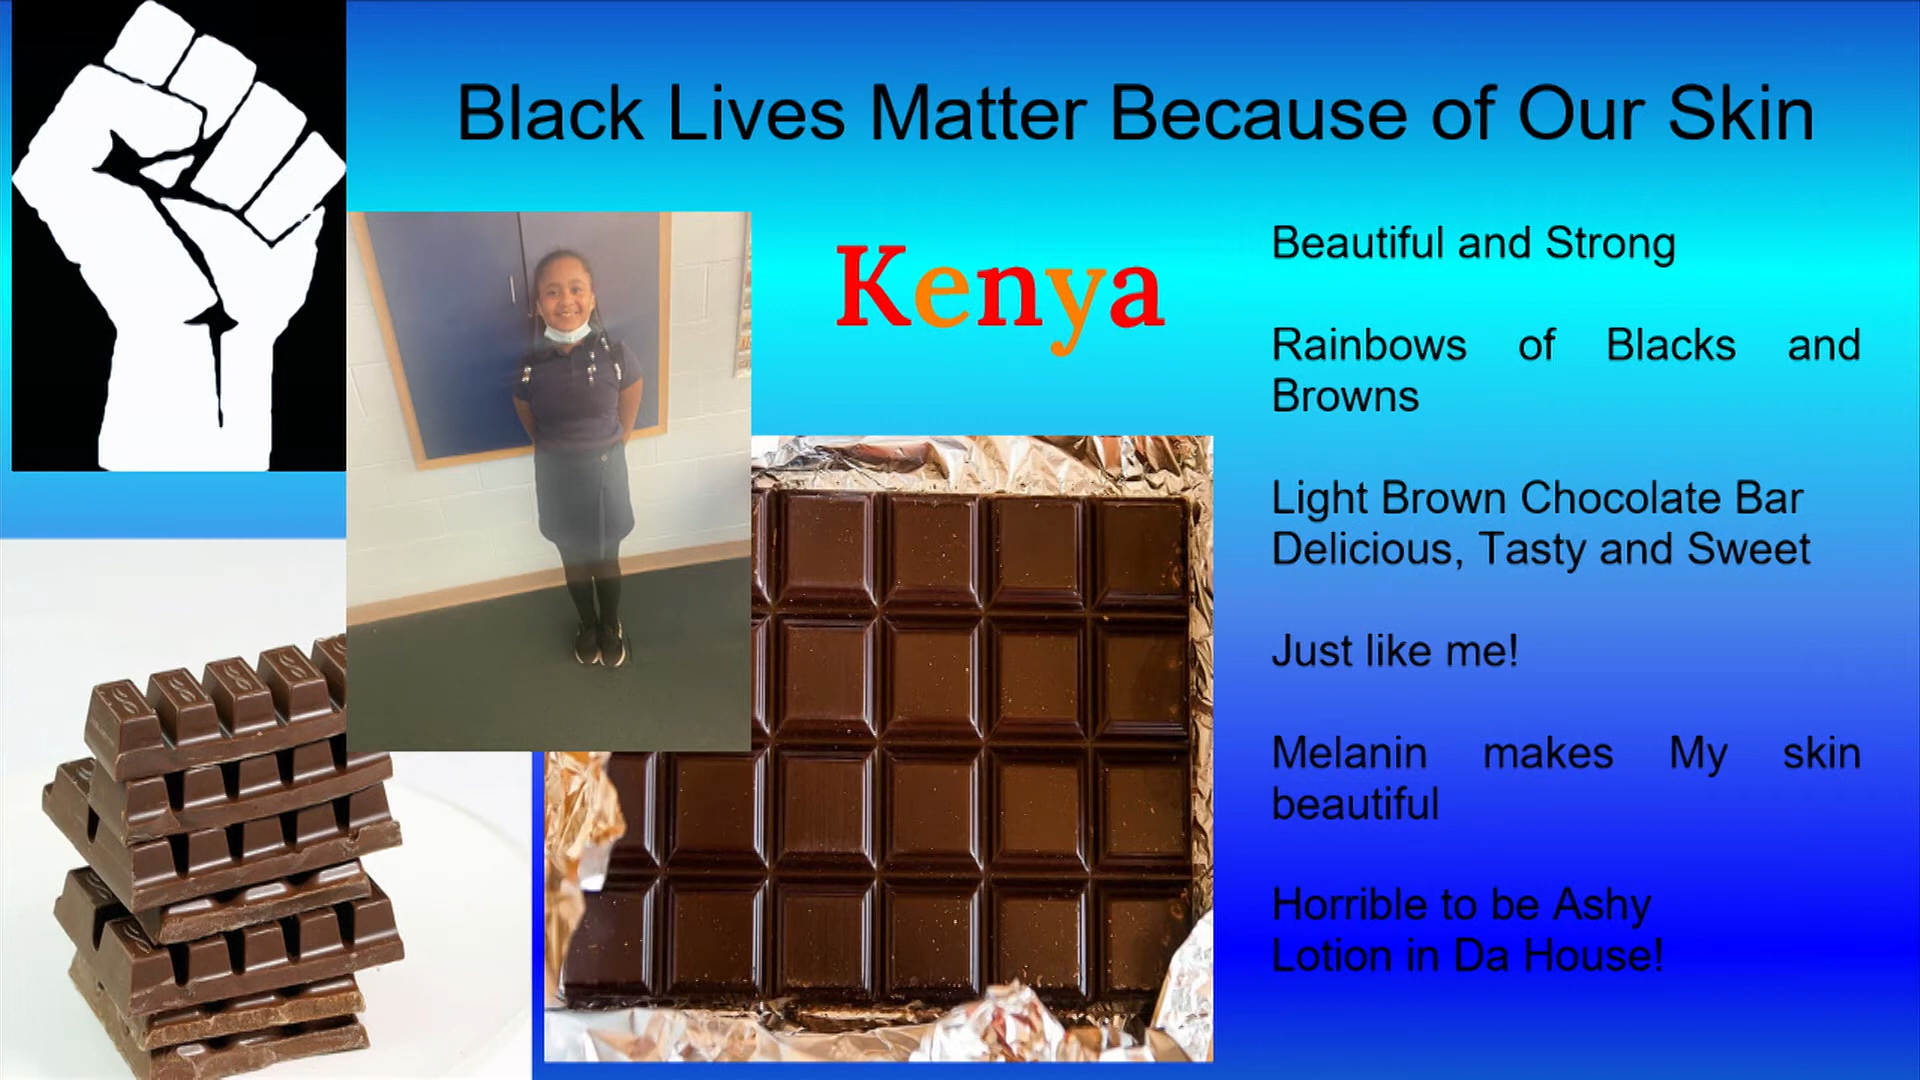 Black Lives Matter Because of Our Skin
Kenya
Beautiful and Strong
Rainbows of Blacks and
Browns
Light Brown Chocolate Bar
Delicious, Tasty and Sweet
Just like me!
Melanin makes My skin
beautiful
Horrible to be Ashy
Lotion in Da House!